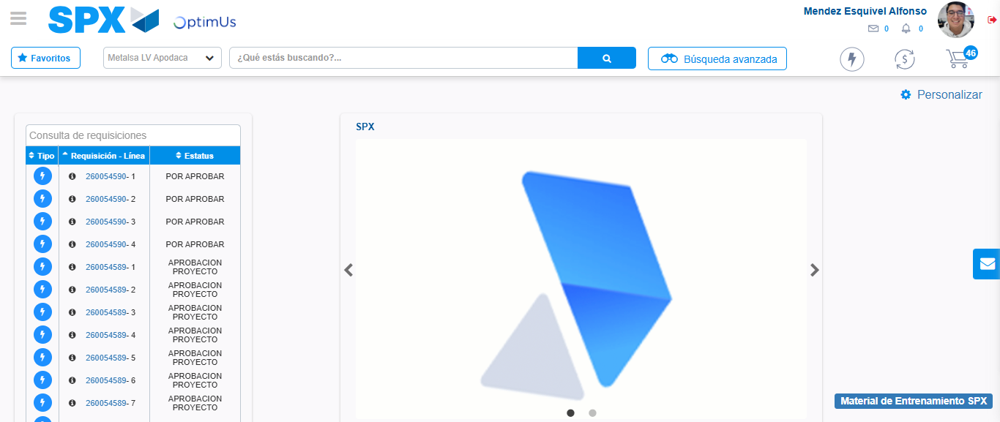 SPX OptimUs
Mendez Esquivel Alfonso
0 0
Favoritos
Metalsa LV Apodaca
¿Qué estás buscando?...
Búsqueda avanzada
46
Personalizar
Consulta de requisiciones
Tipo Requisición - Línea Estatus
260054590- 1 POR APROBAR
260054590- 2 POR APROBAR
260054590- 3 POR APROBAR
260054590- 4 POR APROBAR
260054589- 1 APROBACION PROYECTO
260054589- 2 APROBACION PROYECTO
260054589- 3 APROBACION PROYECTO
260054589- 4 APROBACION PROYECTO
260054589- 5 APROBACION PROYECTO
260054589- 6 APROBACION PROYECTO
260054589- 7 APROBACION PROYECTO
SPX
Material de Entrenamiento SPX